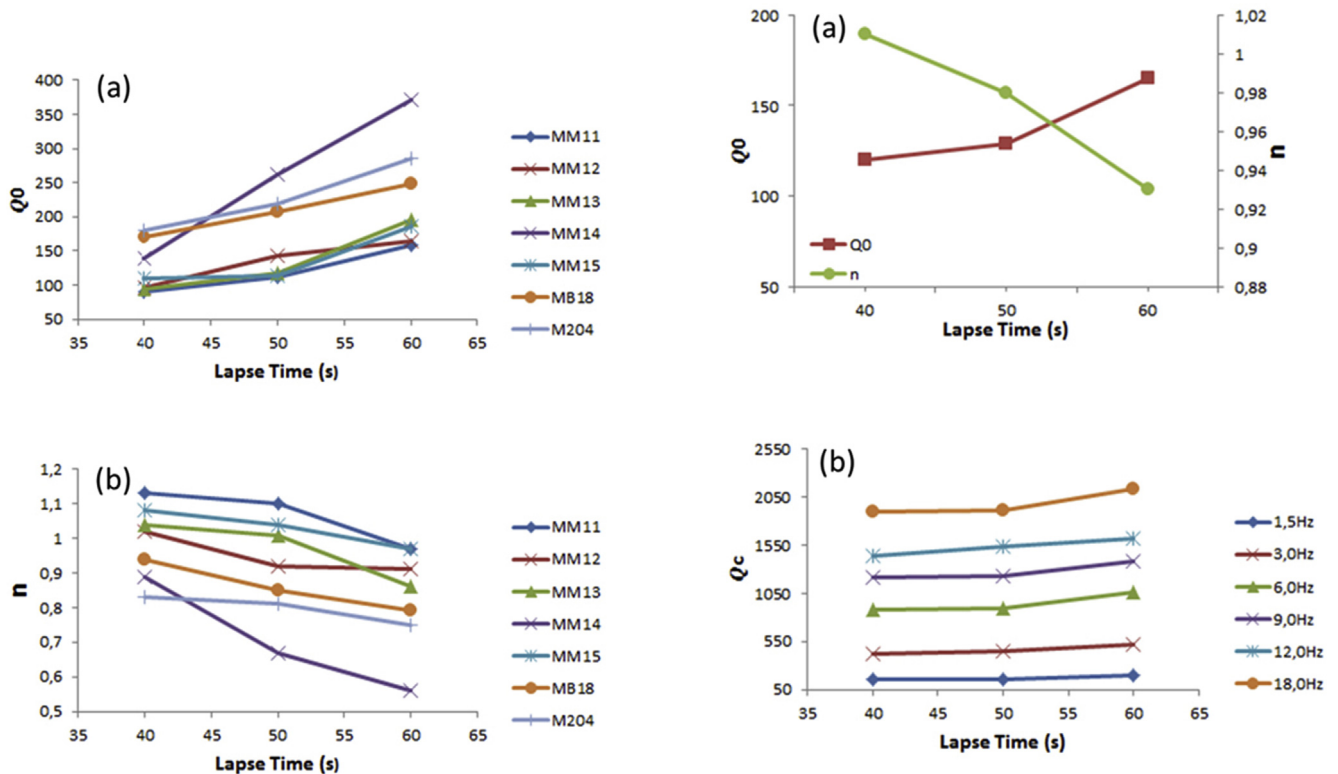 (a)
Q0
400
350
300
250
200
150
100
50
35 40 45 50 55 60 65
Lapse Time (s)
MM11
MM12
MM13
MM14
MM15
MB18
M204
(a)
Q0
200
150
100
50
1,02
1
0,98
0,96
0,94
0,92
0,9
0,88
n
Q0
n
40 50 60
Lapse Time (s)
(b)
n
1,2
1,1
1
0,9
0,8
0,7
0,6
0,5
35 40 45 50 55 60 65
Lapse Time (s)
MM11
MM12
MM13
MM14
MM15
MB18
M204
(b)
Qc
2550
2050
1550
1050
550
50
35 40 45 50 55 60 65
Lapse Time (s)
1,5Hz
3,0Hz
6,0Hz
9,0Hz
12,0Hz
18,0Hz